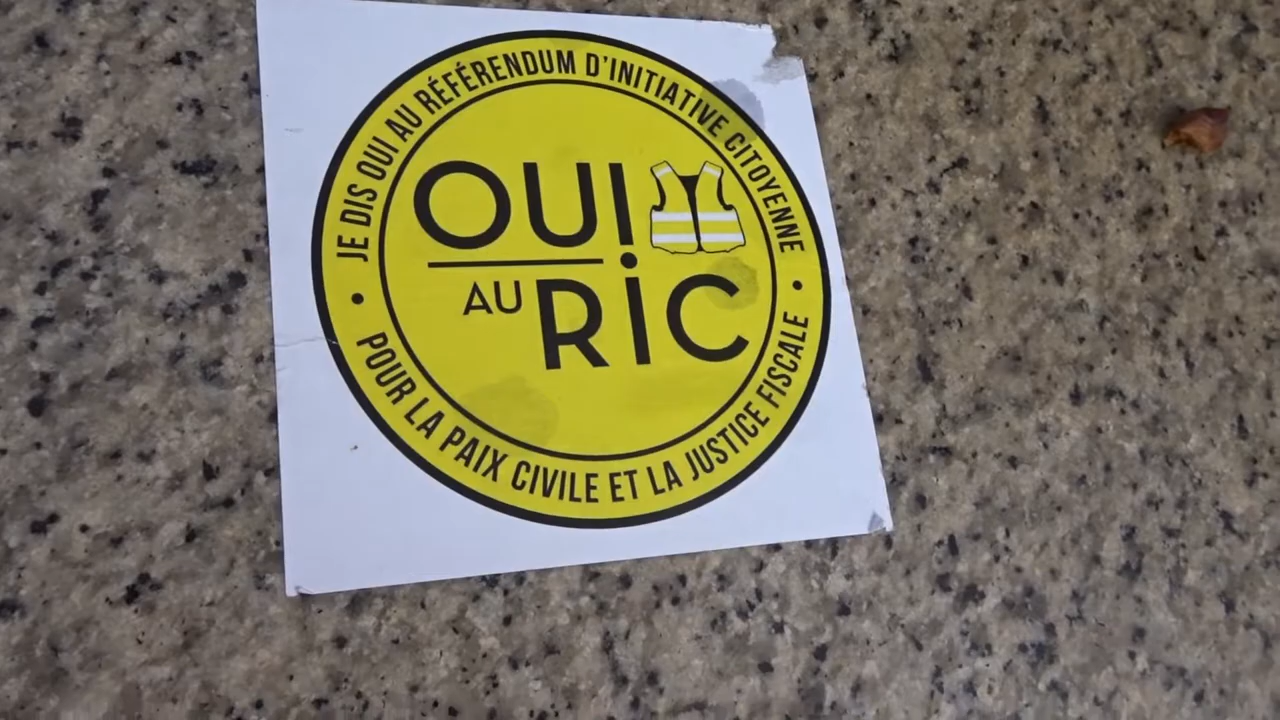 JE DIS OUI AU RÉFÉRENDUM D'INITIATIVE CITOYENNE
OUI
AU RiC
• POUR LA PAIX CIVILE ET LA JUSTICE FISCALE •